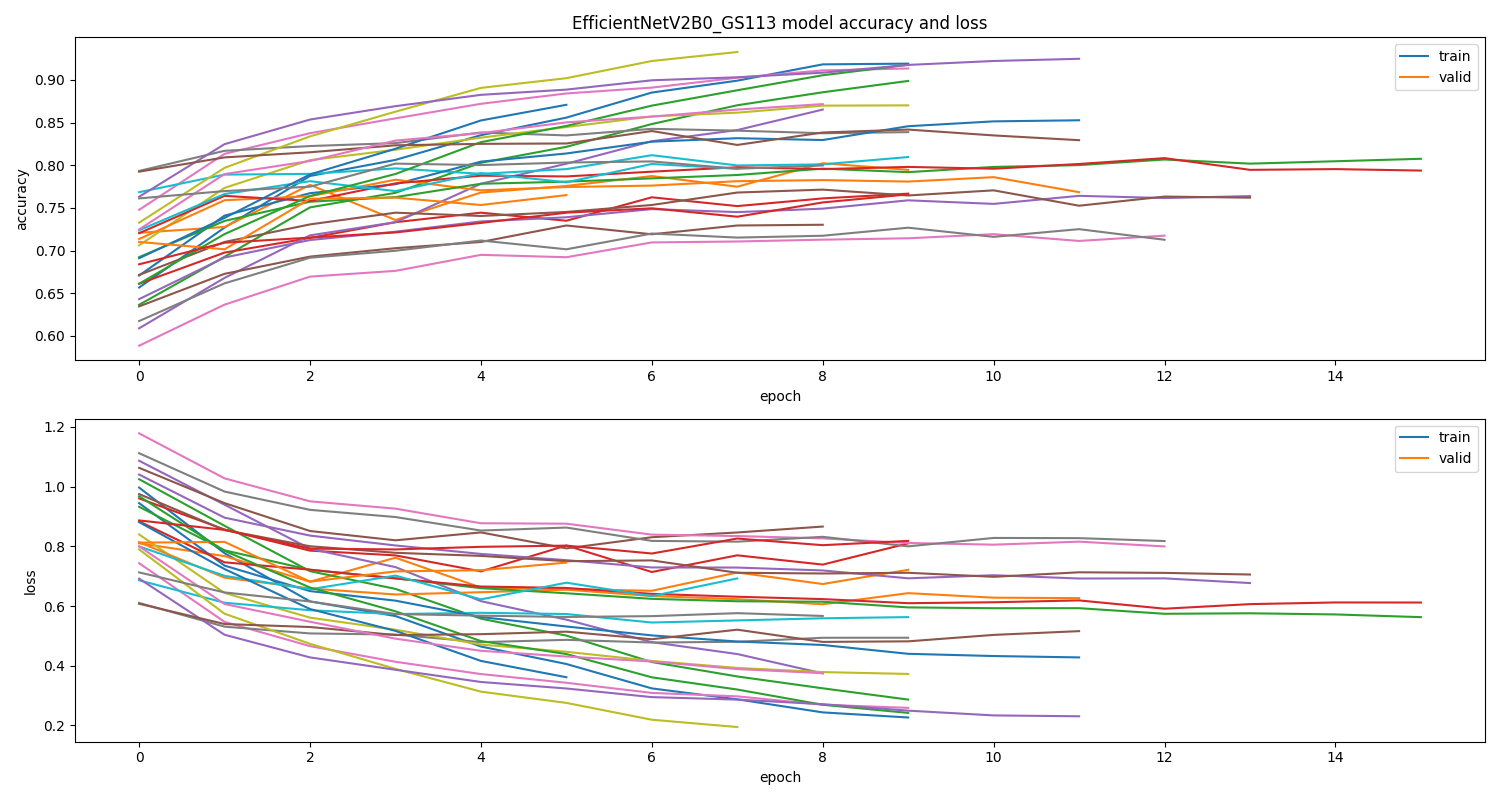 EfficientNetV2B0_GS113 model accuracy and loss
train
valid
accuracy
0.90
0.85
0.80
0.75
0.70
0.65
0.60
0 2 4 6 8 10 12 14
epoch
train
valid
loss
1.2
1.0
0.8
0.6
0.4
0.2
0 2 4 6 8 10 12 14
epoch